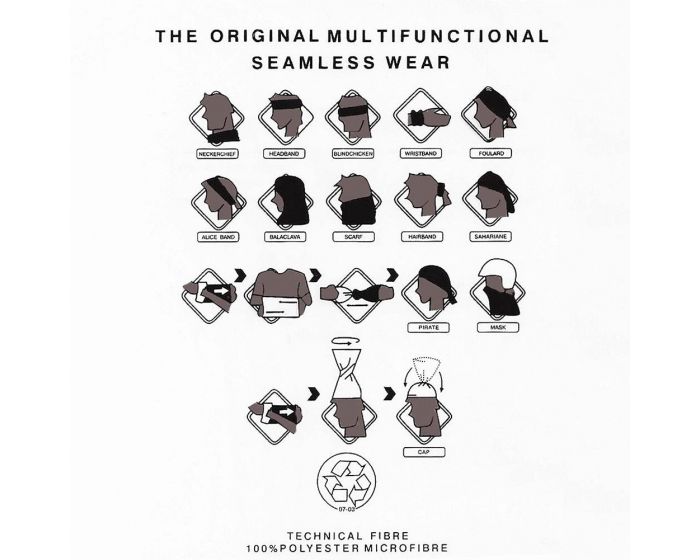 THE ORIGINAL MULTIFUNCTIONAL
SEAMLESS WEAR
NECKERCHIEF
HEADBAND
BLINDCHICKEN
WRISTBAND
FOULARD
ALICE BAND
BALACLAVA
SCARF
HAIRBAND
SAHARIANE
PIRATE
MASK
CAP
07-03
TECHNICAL FIBRE
100%POLYESTER MICROFIBRE